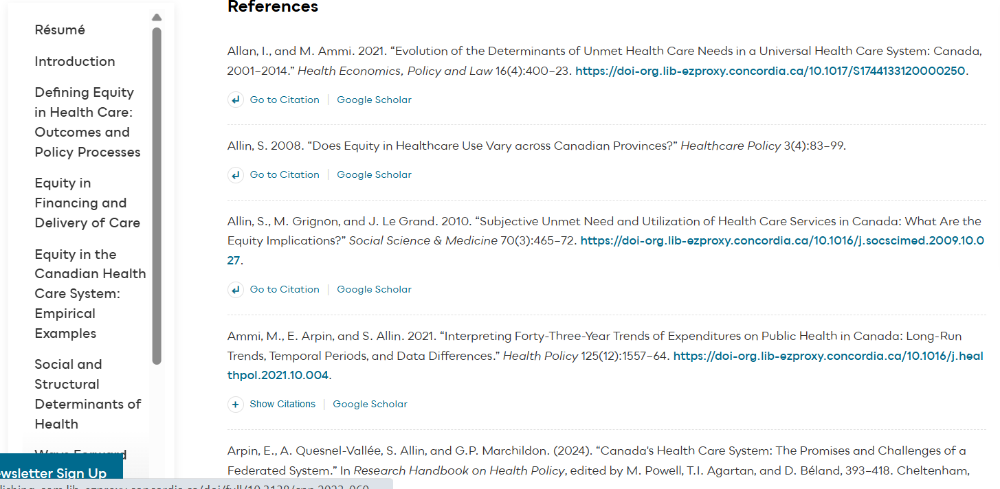 Résumé
Introduction
Defining Equity
in Health Care:
Outcomes and
Policy Processes
Equity in
Financing and
Delivery of Care
Equity in the
Canadian Health
Care System:
Empirical
Examples
Social and
Structural
Determinants of
Health
Ways Forward
wsletter Sign Up
References
Allan, I., and M. Ammi. 2021. “Evolution of the Determinants of Unmet Health Care Needs in a Universal Health Care System: Canada,
2001–2014.” Health Economics, Policy and Law 16(4):400–23. https://doi-org.lib-ezproxy.concordia.ca/10.1017/S1744133120000250.
Go to Citation | Google Scholar
Allin, S. 2008. “Does Equity in Healthcare Use Vary across Canadian Provinces?” Healthcare Policy 3(4):83–99.
Go to Citation | Google Scholar
Allin, S., M. Grignon, and J. Le Grand. 2010. “Subjective Unmet Need and Utilization of Health Care Services in Canada: What Are the
Equity Implications?” Social Science & Medicine 70(3):465–72. https://doi-org.lib-ezproxy.concordia.ca/10.1016/j.socscimed.2009.10.0
27.
Go to Citation | Google Scholar
Ammi, M., E. Arpin, and S. Allin. 2021. “Interpreting Forty-Three-Year Trends of Expenditures on Public Health in Canada: Long-Run
Trends, Temporal Periods, and Data Differences.” Health Policy 125(12):1557–64. https://doi-org.lib-ezproxy.concordia.ca/10.1016/j.heal
thpol.2021.10.004.
Show Citations | Google Scholar
Arpin, E., A. Quesnel-Vallée, S. Allin, and G.P. Marchildon. (2024). “Canada's Health Care System: The Promises and Challenges of a
Federated System.” In Research Handbook on Health Policy, edited by M. Powell, T.I. Agartan, and D. Béland, 393–418. Cheltenham,